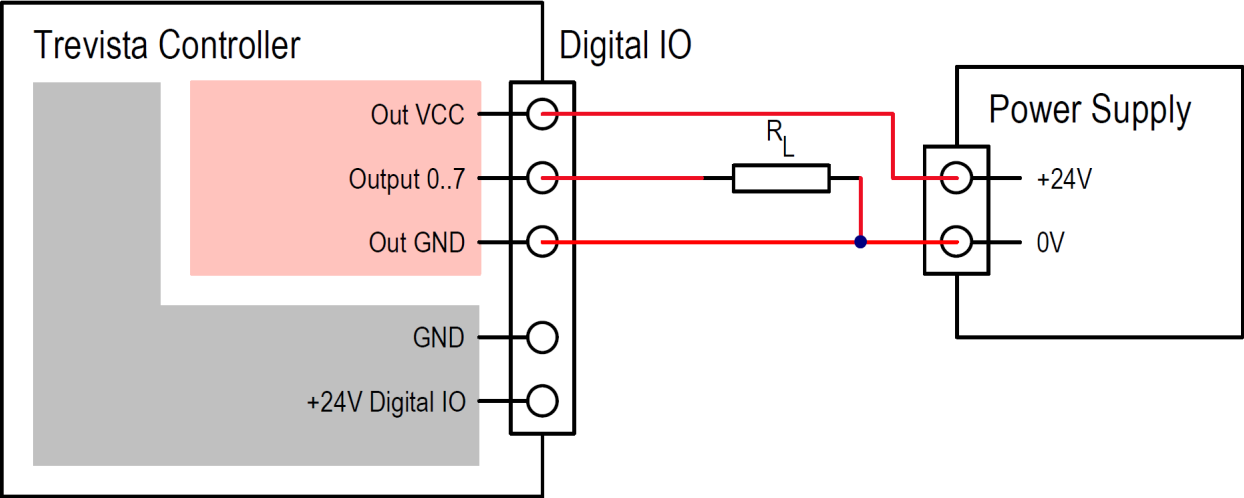 Trevista Controller
Digital IO
Power Supply
Out VCC
RL
Output 0..7
+24V
Out GND
0V
GND
+24V Digital IO